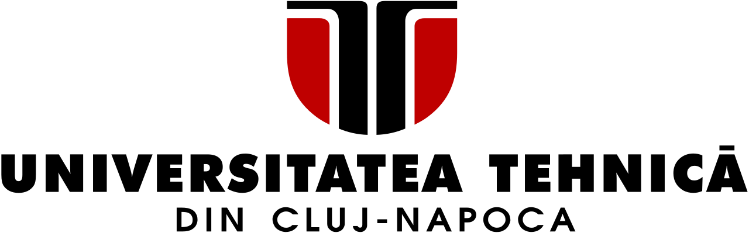 UNIVERSITATEA TEHNICĂ
DIN CLUJ-NAPOCA